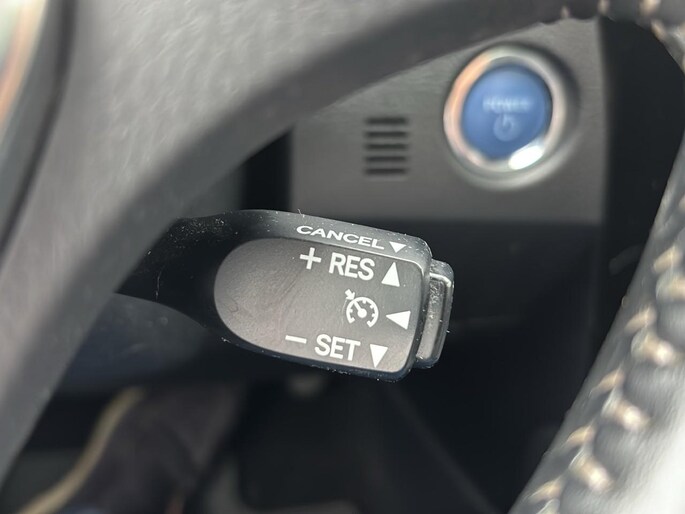 POWER
CANCEL
+ RES
- SET